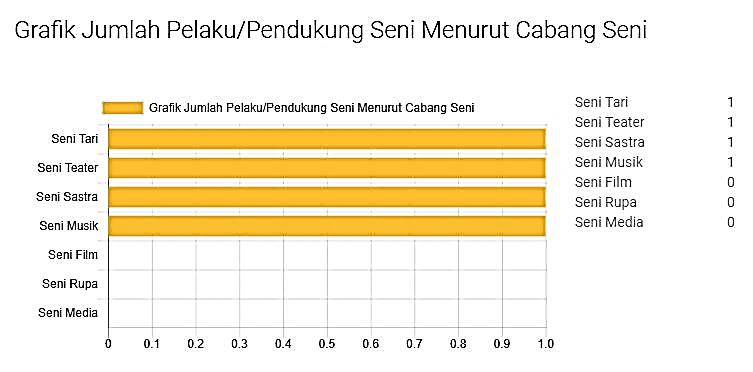 Grafik Jumlah Pelaku/Pendukung Seni Menurut Cabang Seni
Grafik Jumlah Pelaku/Pendukung Seni Menurut Cabang Seni
Seni Tari
Seni Teater
Seni Sastra
Seni Musik
Seni Film
Seni Rupa
Seni Media
0 0.1 0.2 0.3 0.4 0.5 0.6 0.7 0.8 0.9 1.0
Seni Tari 1
Seni Teater 1
Seni Sastra 1
Seni Musik 1
Seni Film 0
Seni Rupa 0
Seni Media 0